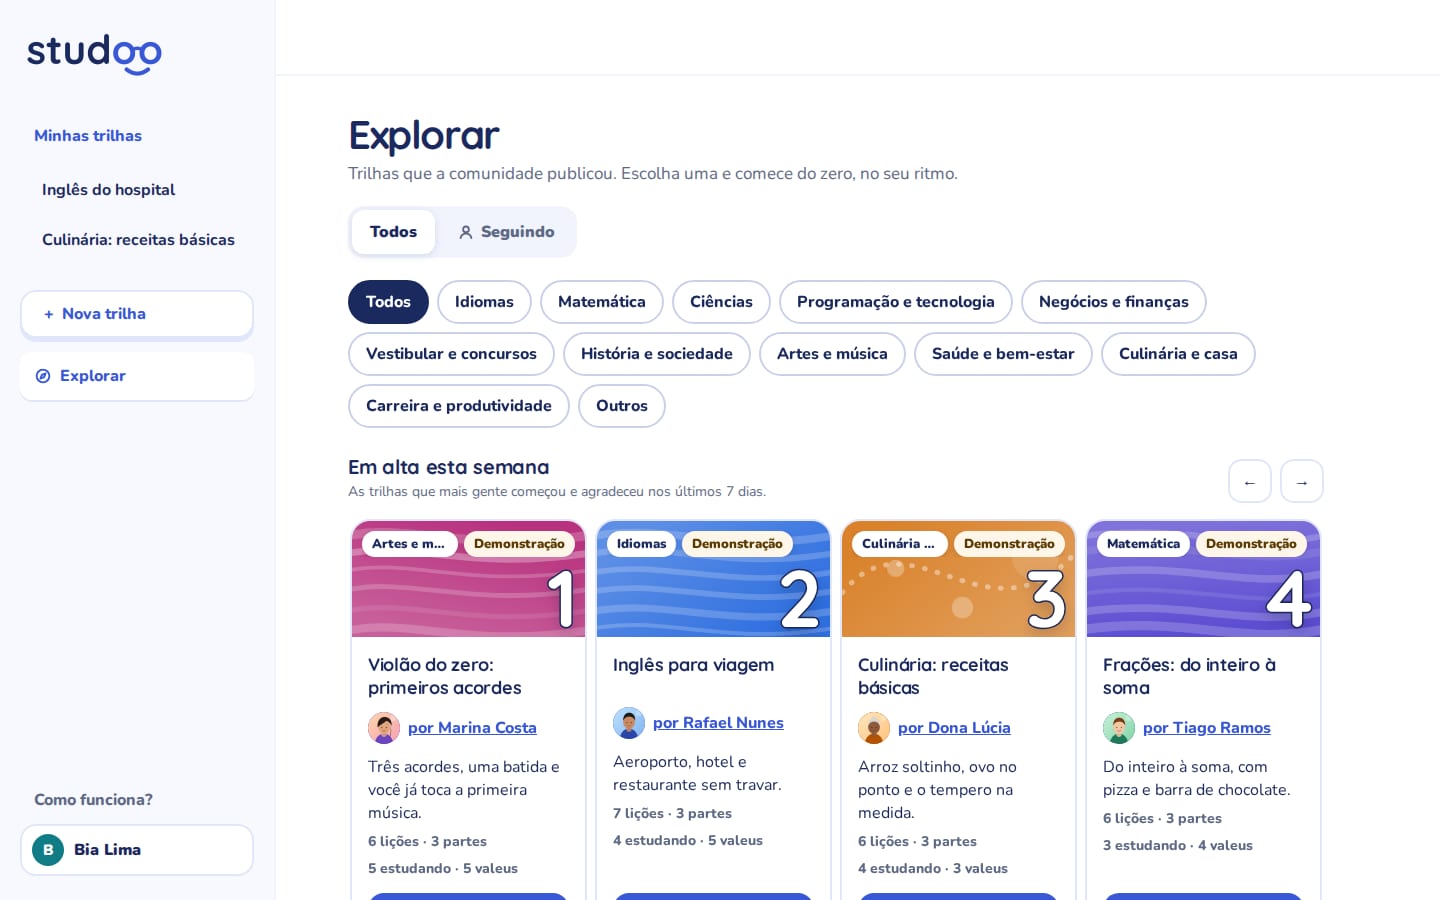 studoo
Minhas trilhas
Inglês do hospital
Culinária: receitas básicas
+ Nova trilha
Explorar
Como funciona?
B Bia Lima
Explorar
Trilhas que a comunidade publicou. Escolha uma e comece do zero, no seu ritmo.
Todos Seguindo
Todos Idiomas Matemática Ciências Programação e tecnologia Negócios e finanças
Vestibular e concursos História e sociedade Artes e música Saúde e bem-estar Culinária e casa
Carreira e produtividade Outros
Em alta esta semana
As trilhas que mais gente começou e agradeceu nos últimos 7 dias.
← →
Artes e m... Demonstração
1
Violão do zero:
primeiros acordes
por Marina Costa
Três acordes, uma batida e
você já toca a primeira
música.
6 lições · 3 partes
5 estudando · 5 valeus
Idiomas Demonstração
2
Inglês para viagem
por Rafael Nunes
Aeroporto, hotel e
restaurante sem travar.
7 lições · 3 partes
4 estudando · 5 valeus
Culinária ... Demonstração
3
Culinária: receitas
básicas
por Dona Lúcia
Arroz soltinho, ovo no
ponto e o tempero na
medida.
6 lições · 3 partes
4 estudando · 3 valeus
Matemática Demonstração
4
Frações: do inteiro à
soma
por Tiago Ramos
Do inteiro à soma, com
pizza e barra de chocolate.
6 lições · 3 partes
3 estudando · 4 valeus